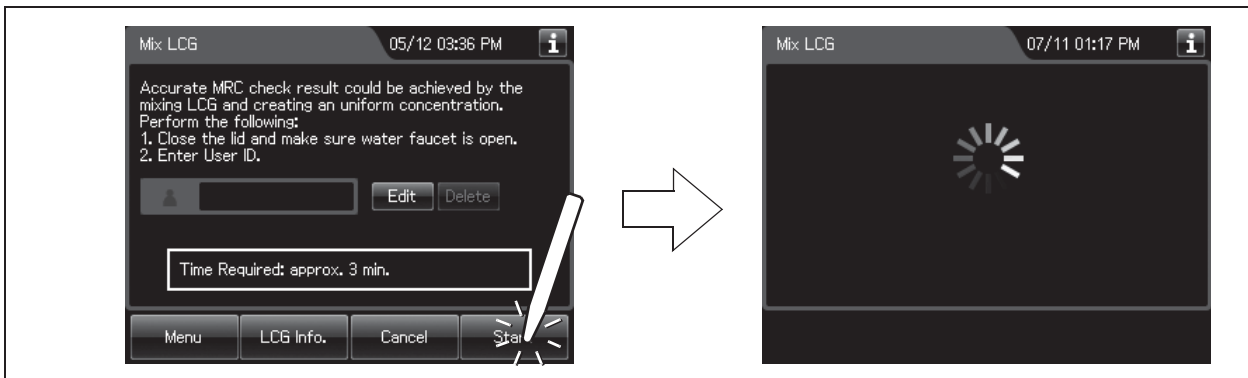 Mix LCG 05/12 03:36 PM i
Accurate MRC check result could be achieved by the
mixing LCG and creating an uniform concentration.
Perform the following:
1. Close the lid and make sure water faucet is open.
2. Enter User ID.
Edit Delete
Time Required: approx. 3 min.
Menu LCG Info. Cancel Star
Mix LCG 07/11 01:17 PM i